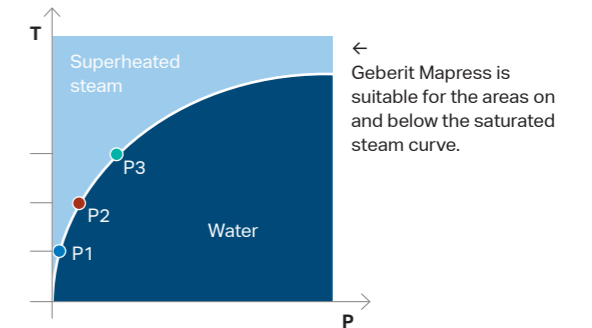 T
Superheated
steam
←
Geberit Mapress is
suitable for the areas on
and below the saturated
steam curve.
P3
P2
Water
P1
P